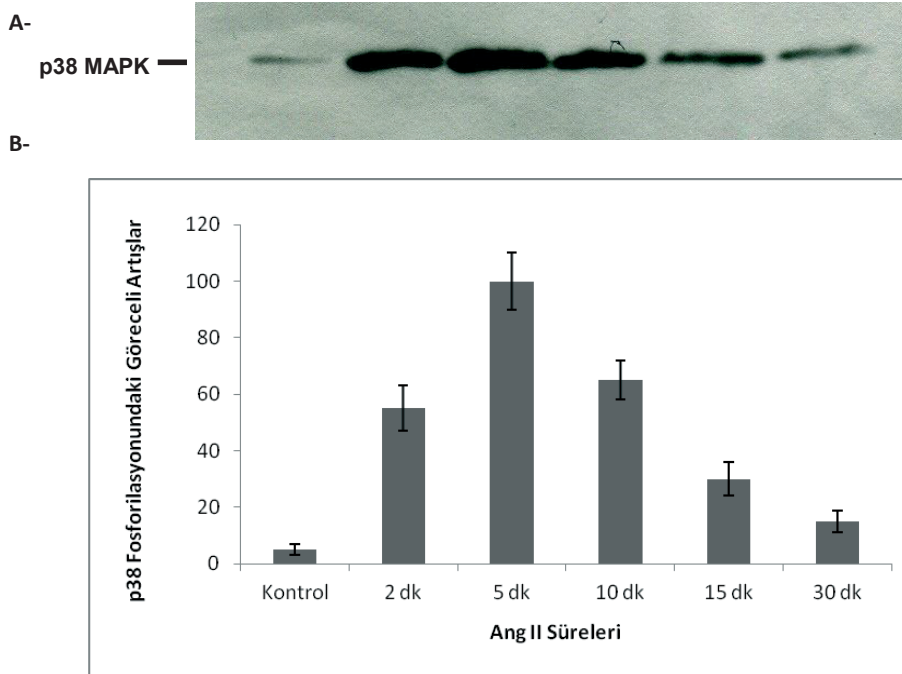 A-
p38 MAPK
B-
p38 Fosforilasyonundaki Göreceli Artışlar
120
100
80
60
40
20
0
Kontrol 2 dk 5 dk 10 dk 15 dk 30 dk
Ang II Süreleri